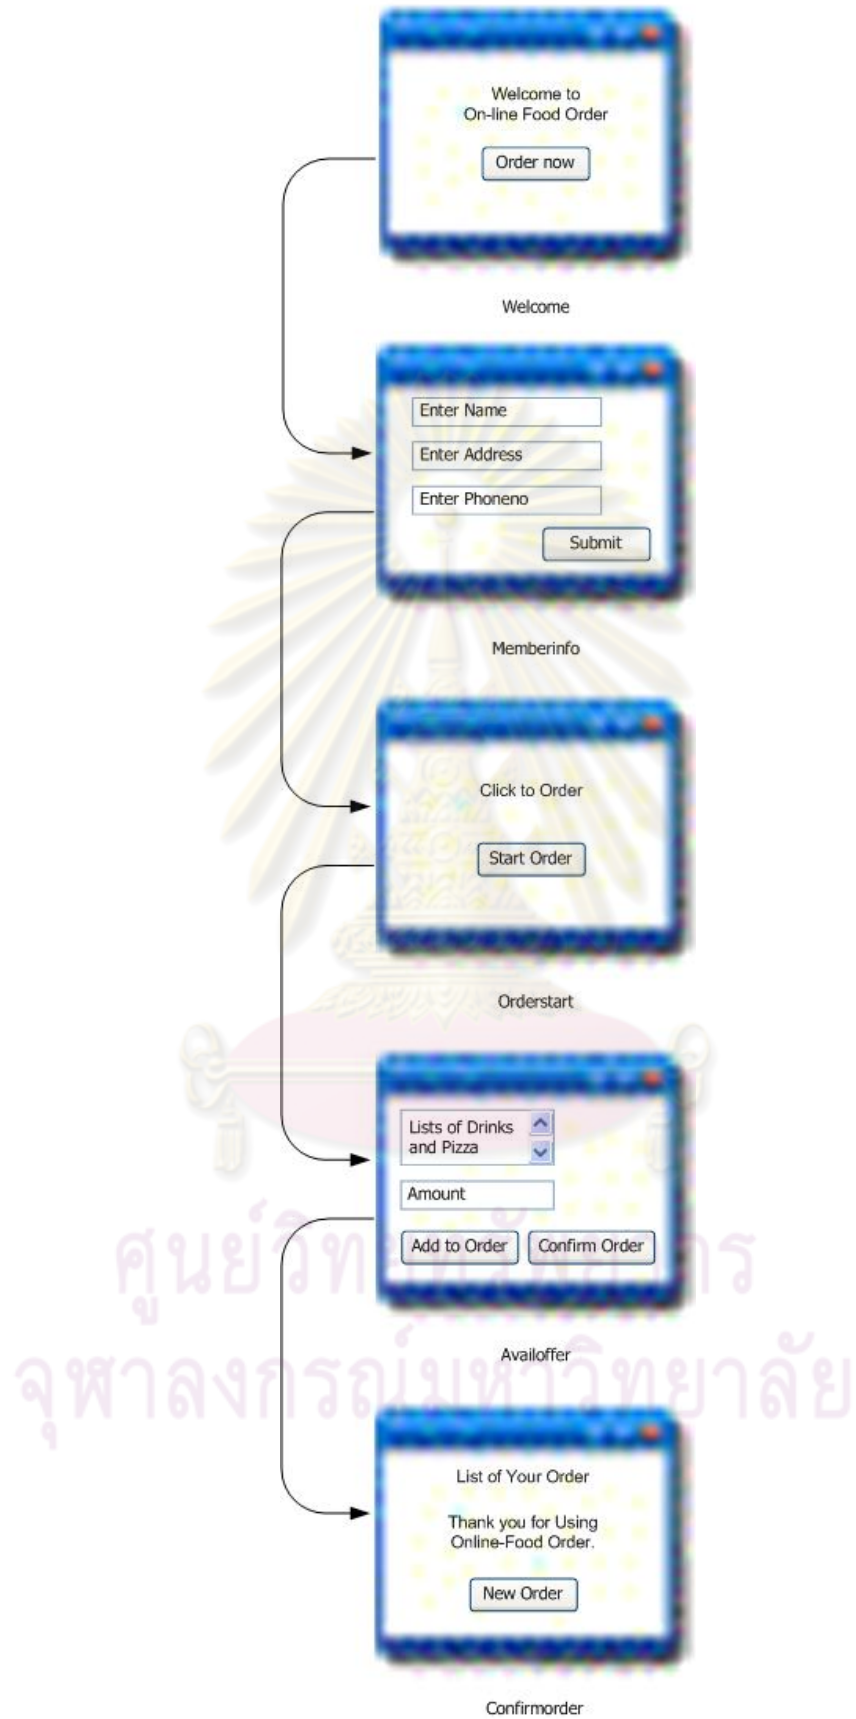 Welcome to
On-line Food Order
Order now
Welcome
Enter Name
Enter Address
Enter Phoneno
Submit
Memberinfo
Click to Order
Start Order
Orderstart
Lists of Drinks
and Pizza
Amount
Add to Order
Confirm Order
Availoffer
ศูนย์วิทยทรัพยากร
จุฬาลงกรณ์มหาวิทยาลัย
List of Your Order
Thank you for Using
Online-Food Order.
New Order
Confirmorder